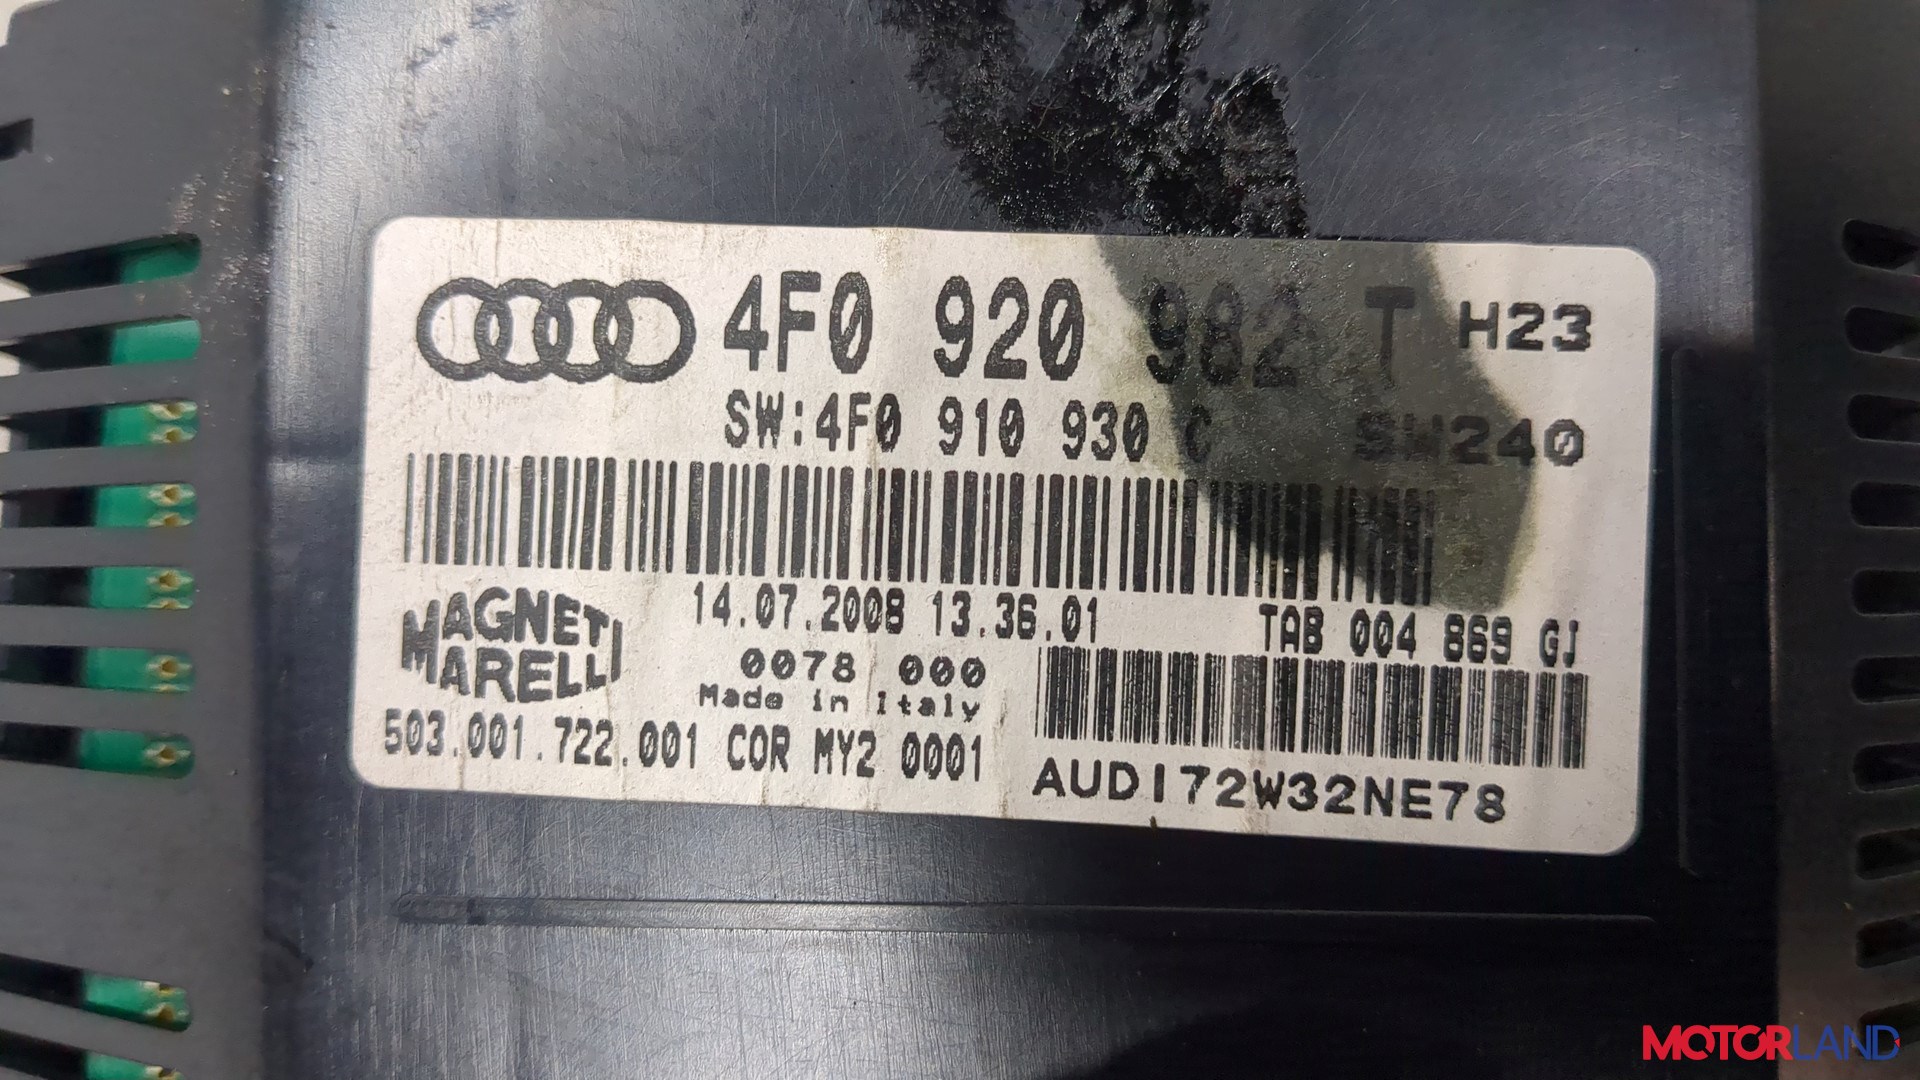 4F0 920 982 T H23
SW:4F0 910 930 C SW240
MAGNETI
MARELLI
14.07.2008 13.36.01
0078 000
Made in Italy
503.001.722.001 COR MY2 0001
TAB 004 869 GJ
AUDI72W32NE78
MOTORLAND